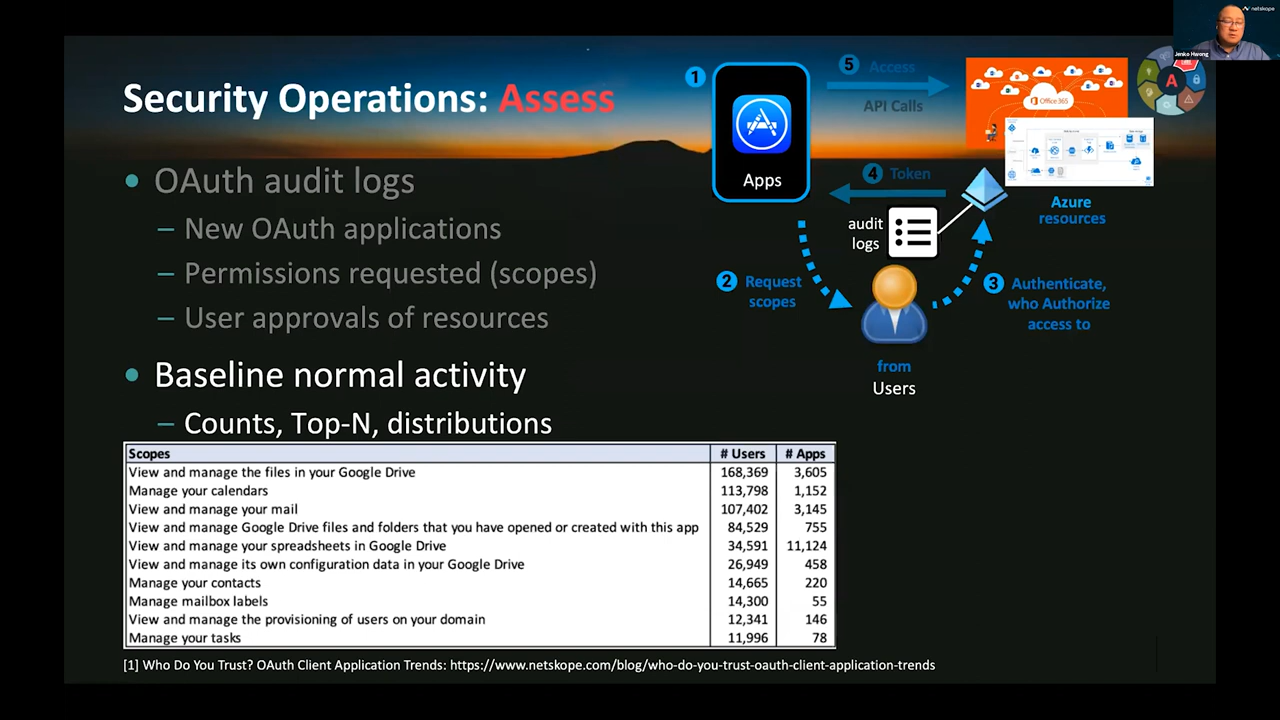 netskope
Jenko Hwong
Security Operations: Assess
• OAuth audit logs
– New OAuth applications
– Permissions requested (scopes)
– User approvals of resources
• Baseline normal activity
– Counts, Top-N, distributions
1
Apps
5 Access
API Calls
4 Token
Office 365
A
Azure
resources
audit
logs
2 Request
scopes
3 Authenticate,
who Authorize
access to
from
Users
Scopes # Users # Apps
View and manage the files in your Google Drive 168,369 3,605
Manage your calendars 113,798 1,152
View and manage your mail 107,402 3,145
View and manage Google Drive files and folders that you have opened or created with this app 84,529 755
View and manage your spreadsheets in Google Drive 34,591 11,124
View and manage its own configuration data in your Google Drive 26,949 458
Manage your contacts 14,665 220
Manage mailbox labels 14,300 55
View and manage the provisioning of users on your domain 12,341 146
Manage your tasks 11,996 78
[1] Who Do You Trust? OAuth Client Application Trends: https://www.netskope.com/blog/who-do-you-trust-oauth-client-application-trends